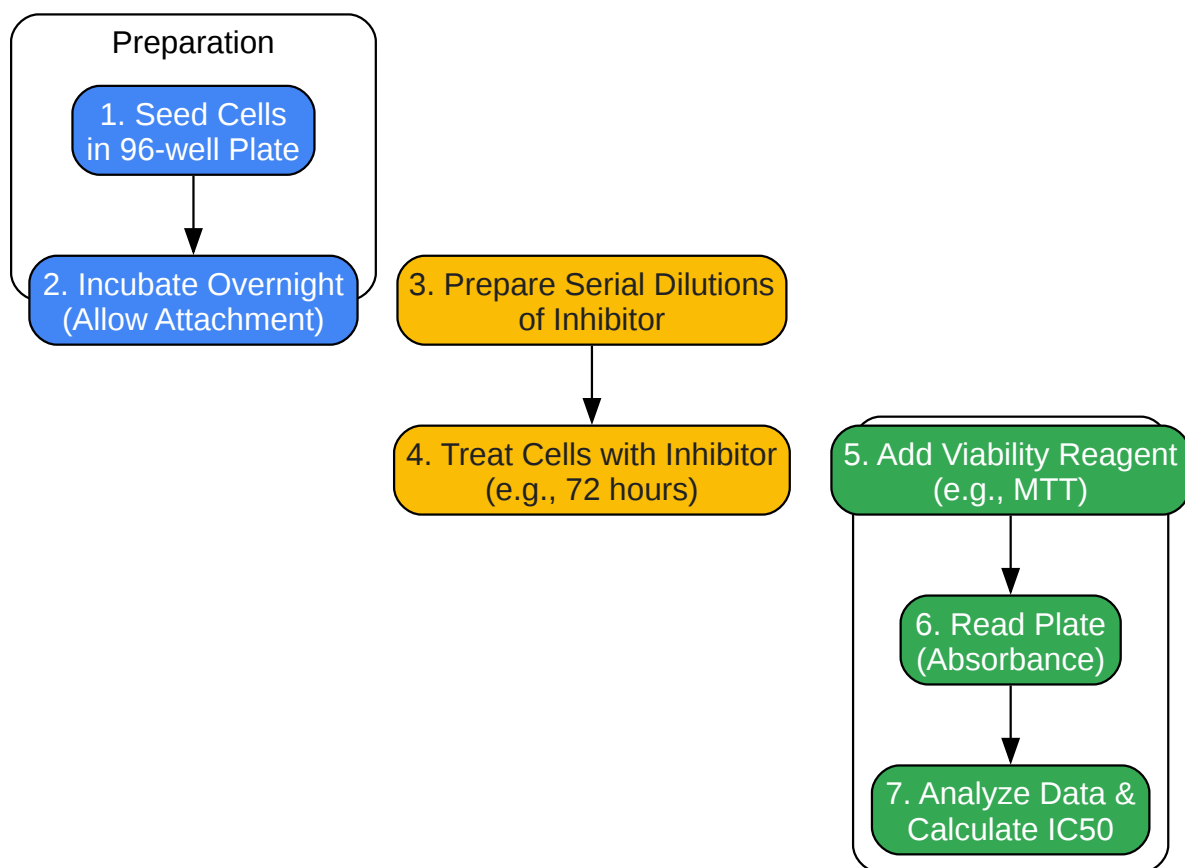 Preparation
1. Seed Cells
in 96-well Plate
2. Incubate Overnight
(Allow Attachment)
3. Prepare Serial Dilutions
of Inhibitor
4. Treat Cells with Inhibitor
(e.g., 72 hours)
5. Add Viability Reagent
(e.g., MTT)
6. Read Plate
(Absorbance)
7. Analyze Data &
Calculate IC50